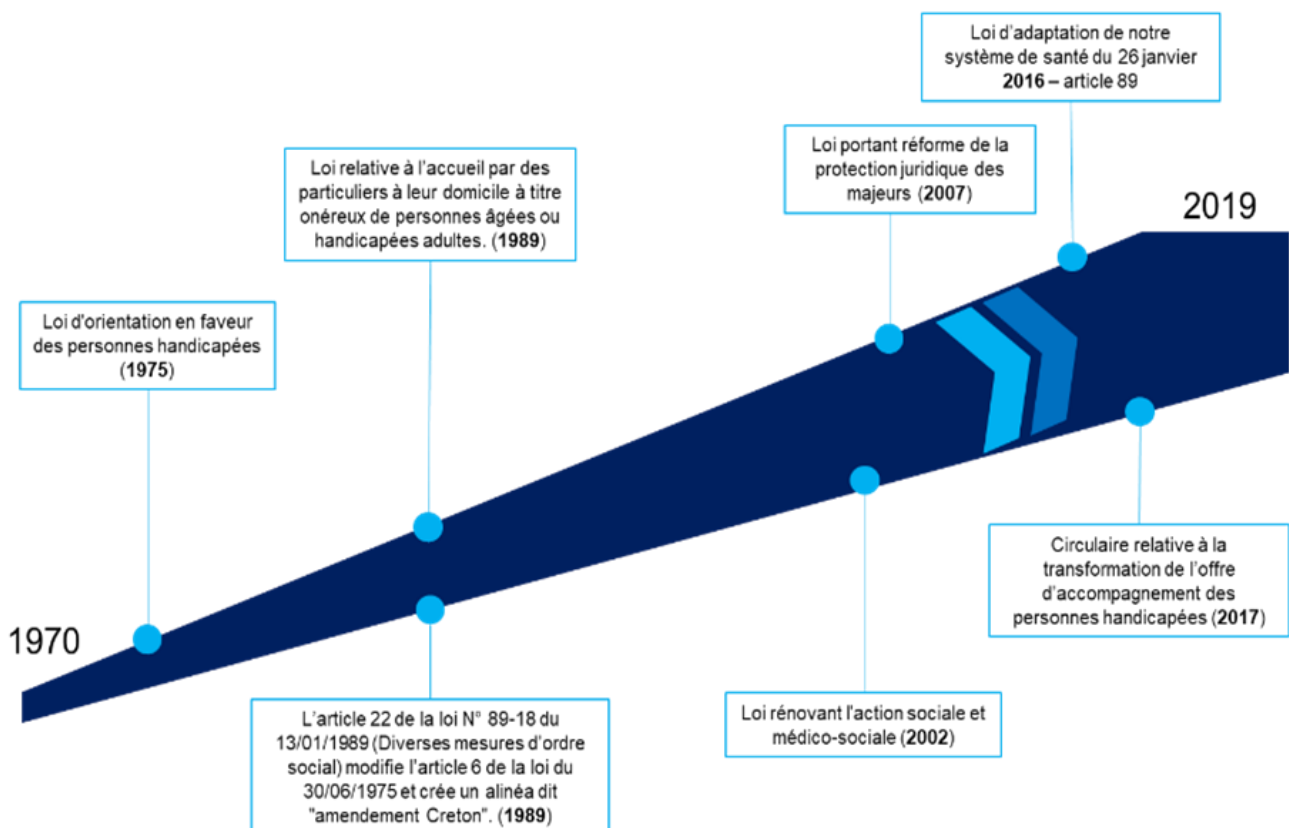 Loi d'adaptation de notre
système de santé du 26 janvier
2016 – article 89
Loi portant réforme de la
protection juridique des
majeurs (2007)
Loi relative à l'accueil par des
particuliers à leur domicile à titre
onéreux de personnes âgées ou
handicapées adultes. (1989)
2019
Loi d'orientation en faveur
des personnes handicapées
(1975)
1970
Circulaire relative à la
transformation de l'offre
d'accompagnement des
personnes handicapées (2017)
Loi rénovant l'action sociale et
médico-sociale (2002)
L'article 22 de la loi N° 89-18 du
13/01/1989 (Diverses mesures d'ordre
social) modifie l'article 6 de la loi du
30/06/1975 et crée un alinéa dit
"amendement Creton". (1989)